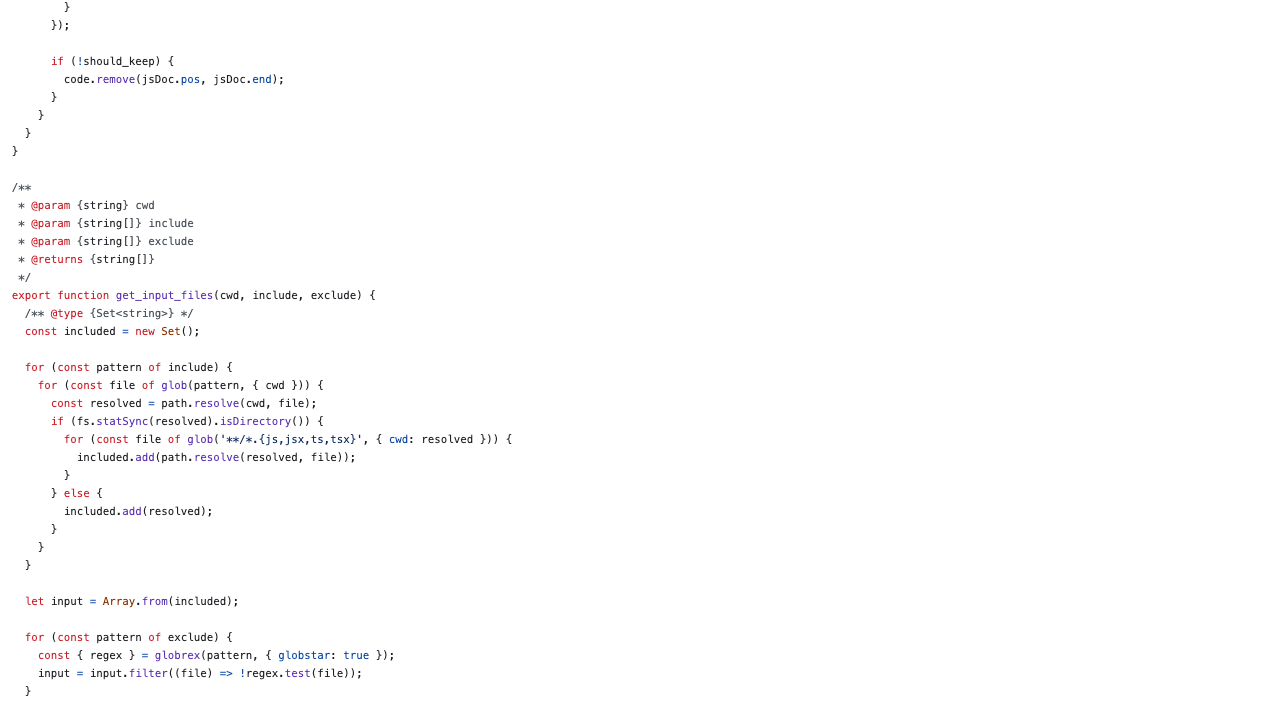 }
      });

      if (!should_keep) {
        code.remove(jsDoc.pos, jsDoc.end);
      }
    }
  }
}

/**
 * @param {string} cwd
 * @param {string[]} include
 * @param {string[]} exclude
 * @returns {string[]}
 */
export function get_input_files(cwd, include, exclude) {
  /** @type {Set<string>} */
  const included = new Set();

  for (const pattern of include) {
    for (const file of glob(pattern, { cwd })) {
      const resolved = path.resolve(cwd, file);
      if (fs.statSync(resolved).isDirectory()) {
        for (const file of glob('**/*.{js,jsx,ts,tsx}', { cwd: resolved })) {
          included.add(path.resolve(resolved, file));
        }
      } else {
        included.add(resolved);
      }
    }
  }

  let input = Array.from(included);

  for (const pattern of exclude) {
    const { regex } = globrex(pattern, { globstar: true });
    input = input.filter((file) => !regex.test(file));
  }